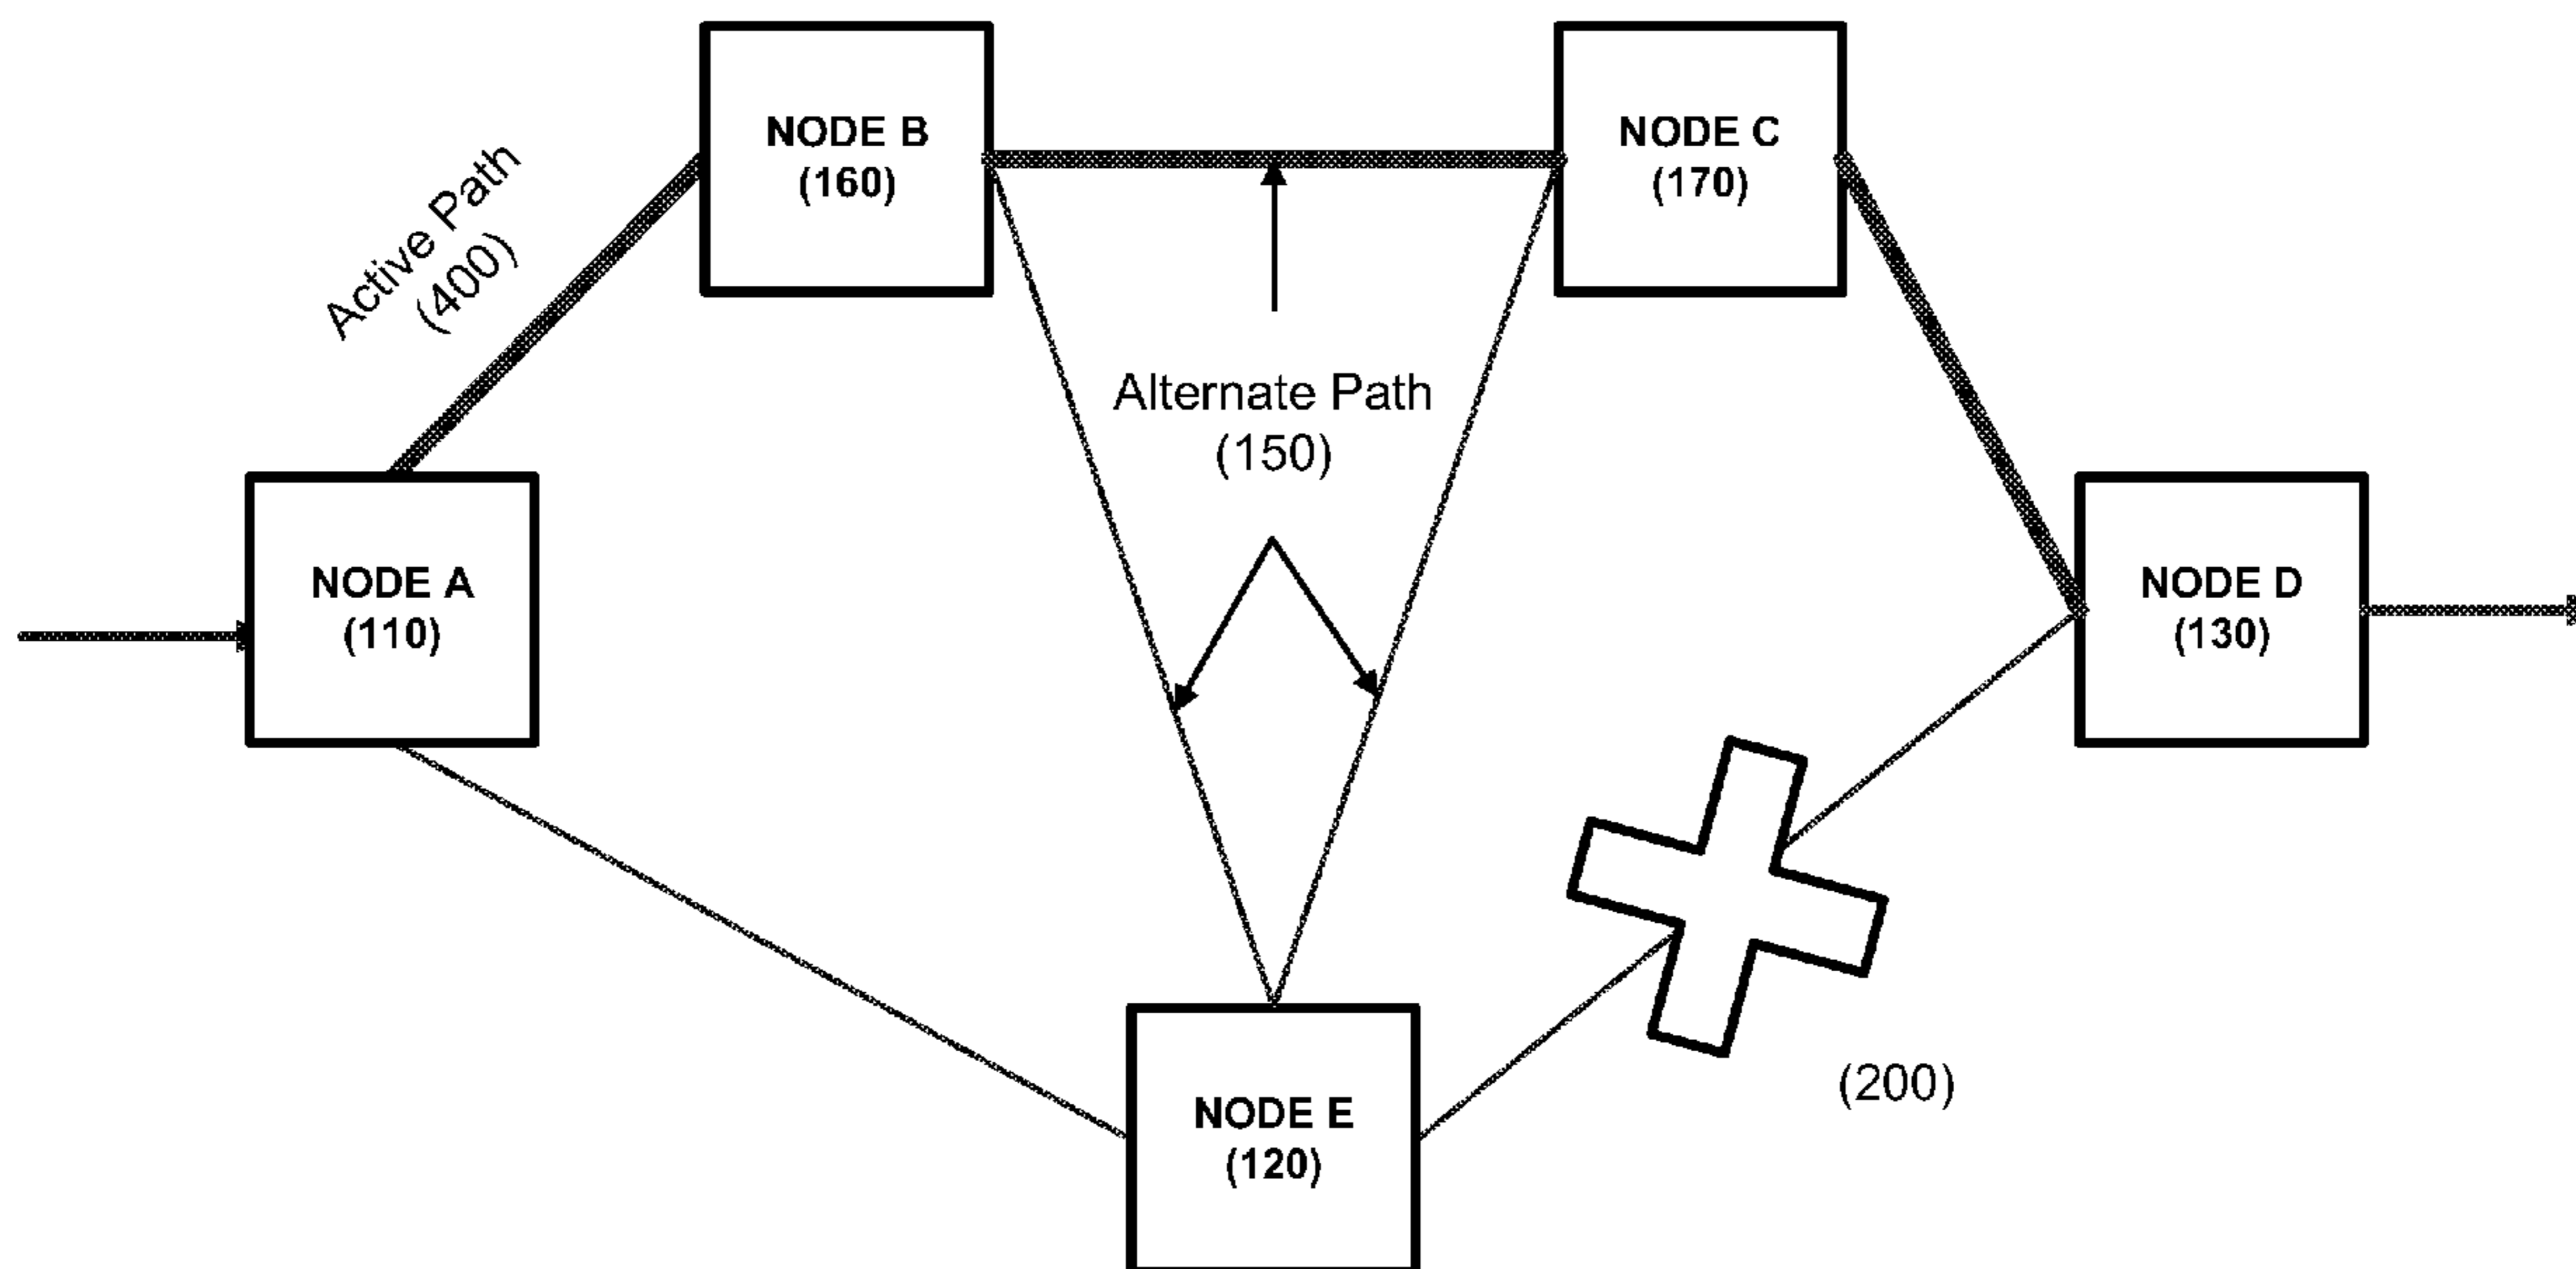 NODE B
(160)
NODE C
(170)
Active Path
(400)
Alternate Path
(150)
NODE A
(110)
NODE D
(130)
(200)
NODE E
(120)